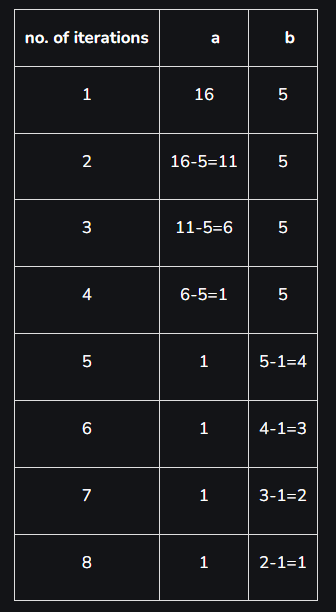 no. of iterations a b
1 16 5
2 16-5=11 5
3 11-5=6 5
4 6-5=1 5
5 1 5-1=4
6 1 4-1=3
7 1 3-1=2
8 1 2-1=1